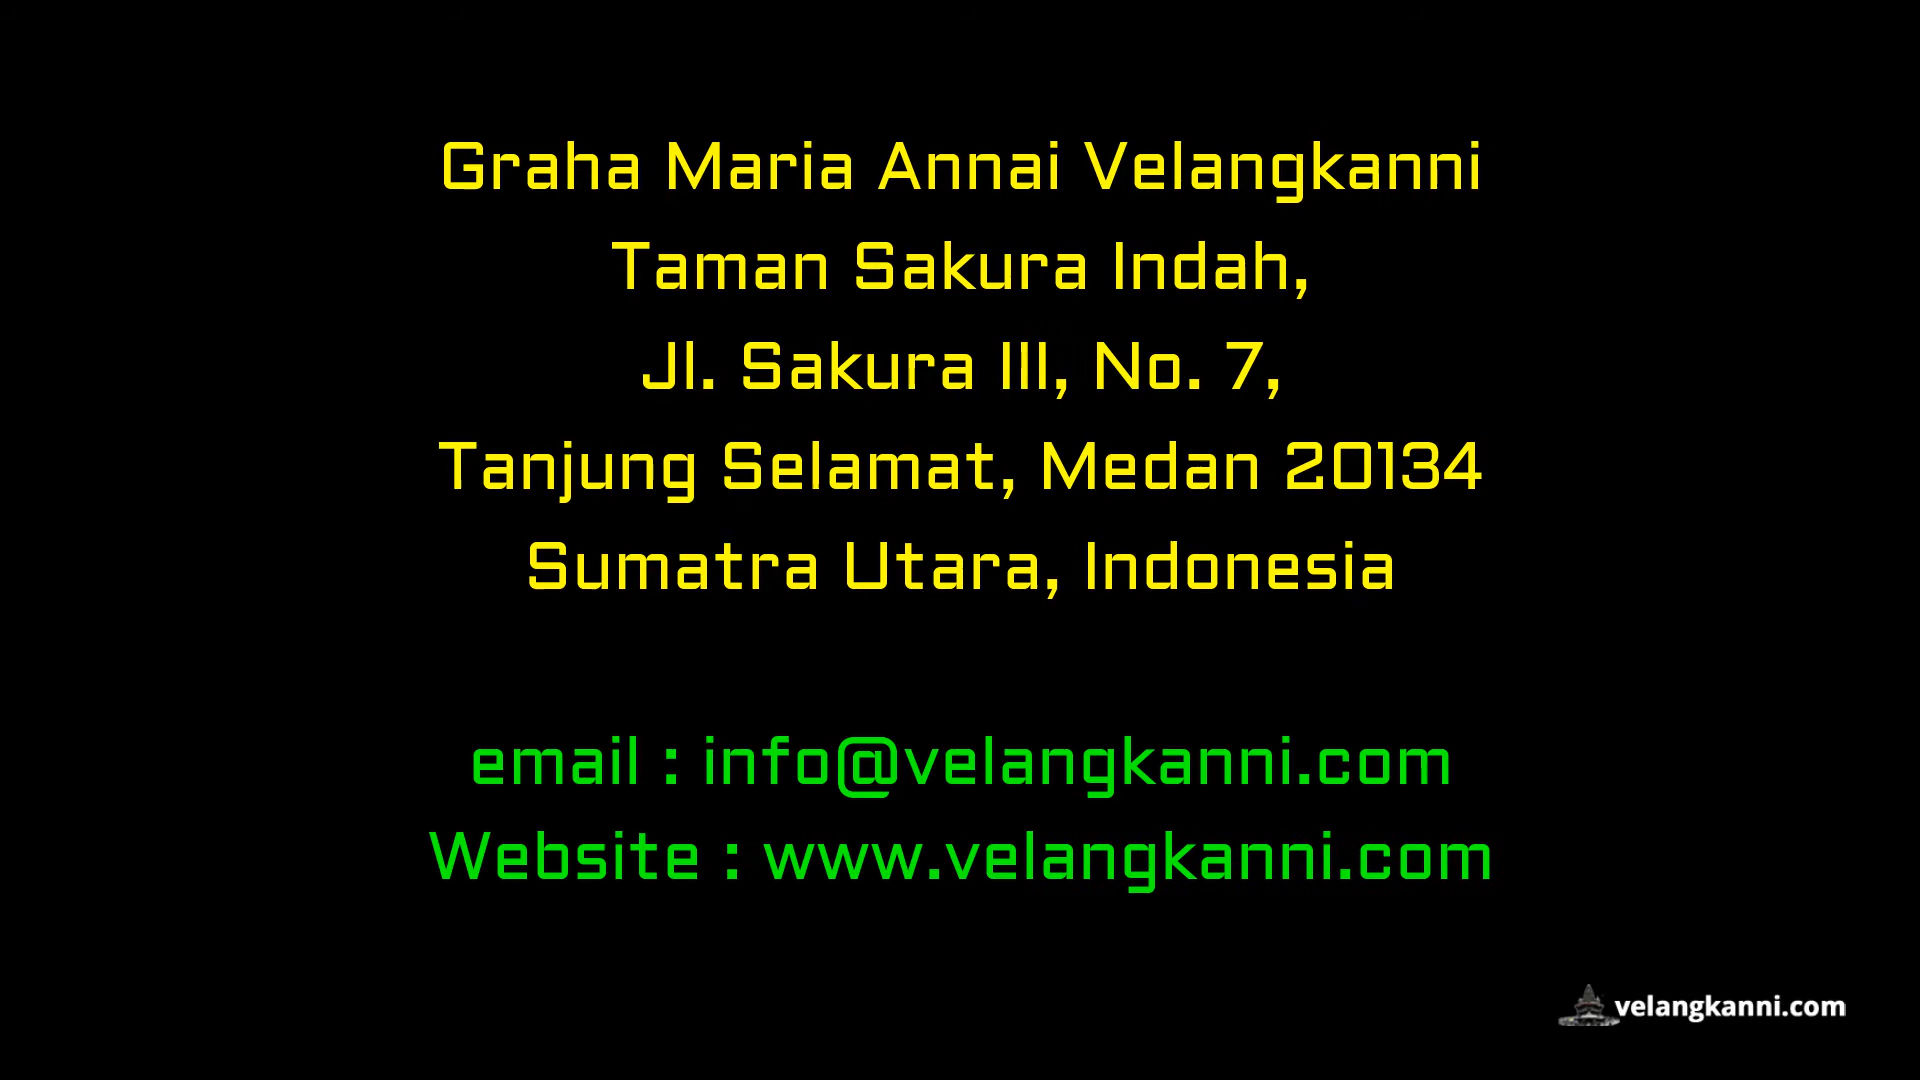 Graha Maria Annai Velangkanni
Taman Sakura Indah,
Jl. Sakura III, No. 7,
Tanjung Selamat, Medan 20134
Sumatra Utara, Indonesia
email : info@velangkanni.com
Website : www.velangkanni.com
velangkanni.com